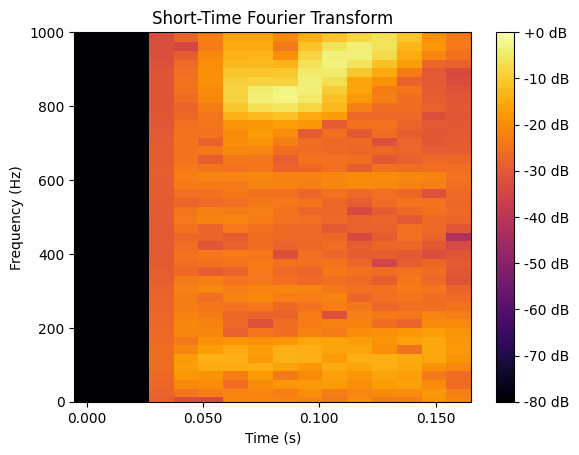 Short-Time Fourier Transform
1000
800
600
400
200
0
Frequency (Hz)
0.000
0.050
0.100
0.150
Time (s)
+0 dB
-10 dB
-20 dB
-30 dB
-40 dB
-50 dB
-60 dB
-70 dB
-80 dB